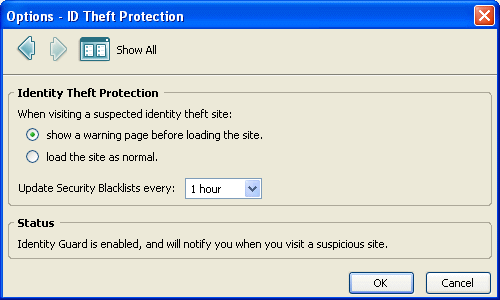 Options - ID Theft Protection
Show All
Identity Theft Protection
When visiting a suspected identity theft site:
show a warning page before loading the site.
load the site as normal.
Update Security Blacklists every: 1 hour
Status
Identity Guard is enabled, and will notify you when you visit a suspicious site.
OK Cancel